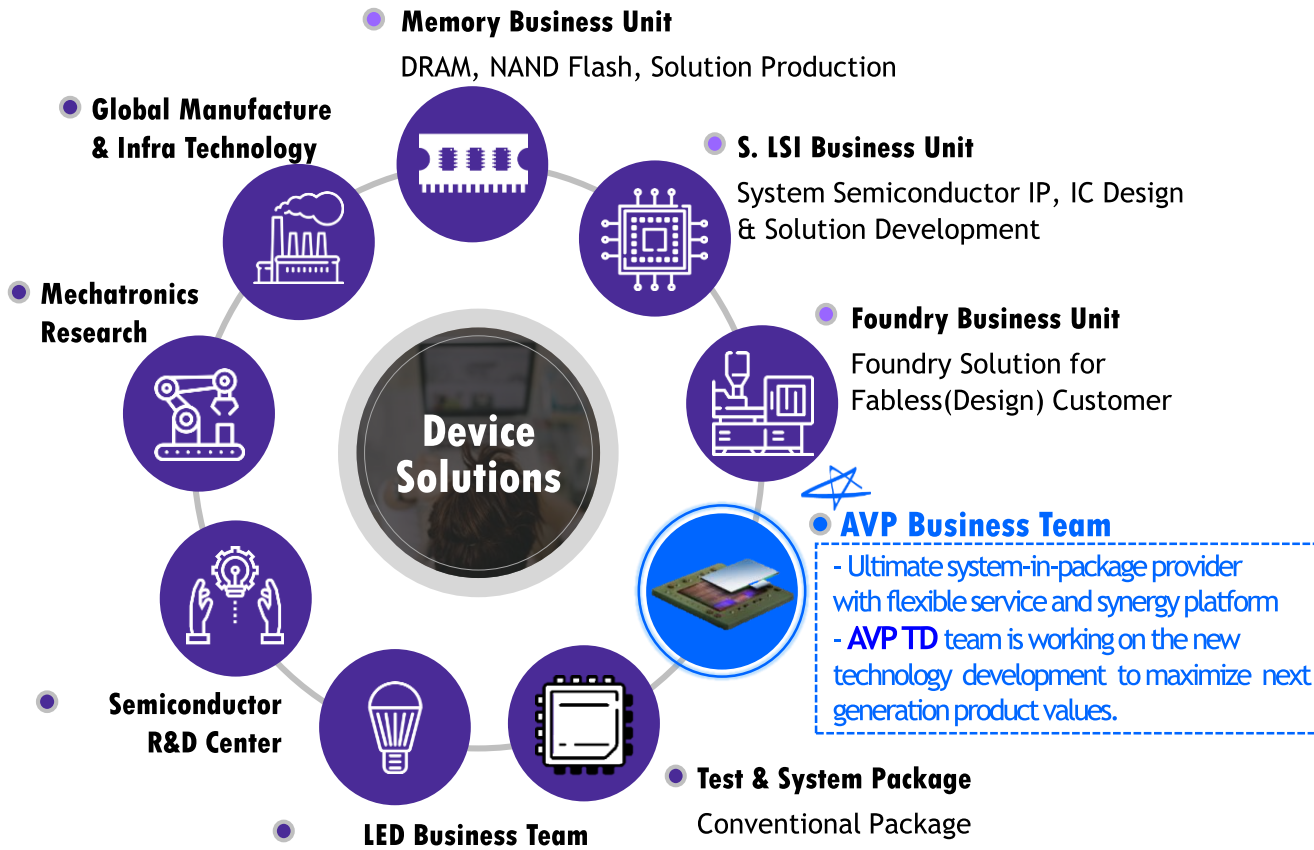 Memory Business Unit
DRAM, NAND Flash, Solution Production
Global Manufacture
& Infra Technology
S. LSI Business Unit
System Semiconductor IP, IC Design
& Solution Development
Mechatronics
Research
Foundry Business Unit
Foundry Solution for
Fabless(Design) Customer
Device
Solutions
AVP Business Team
- Ultimate system-in-package provider
with flexible service and synergy platform
- AVP TD team is working on the new
technology development to maximize next
generation product values.
Semiconductor
R&D Center
Test & System Package
Conventional Package
LED Business Team